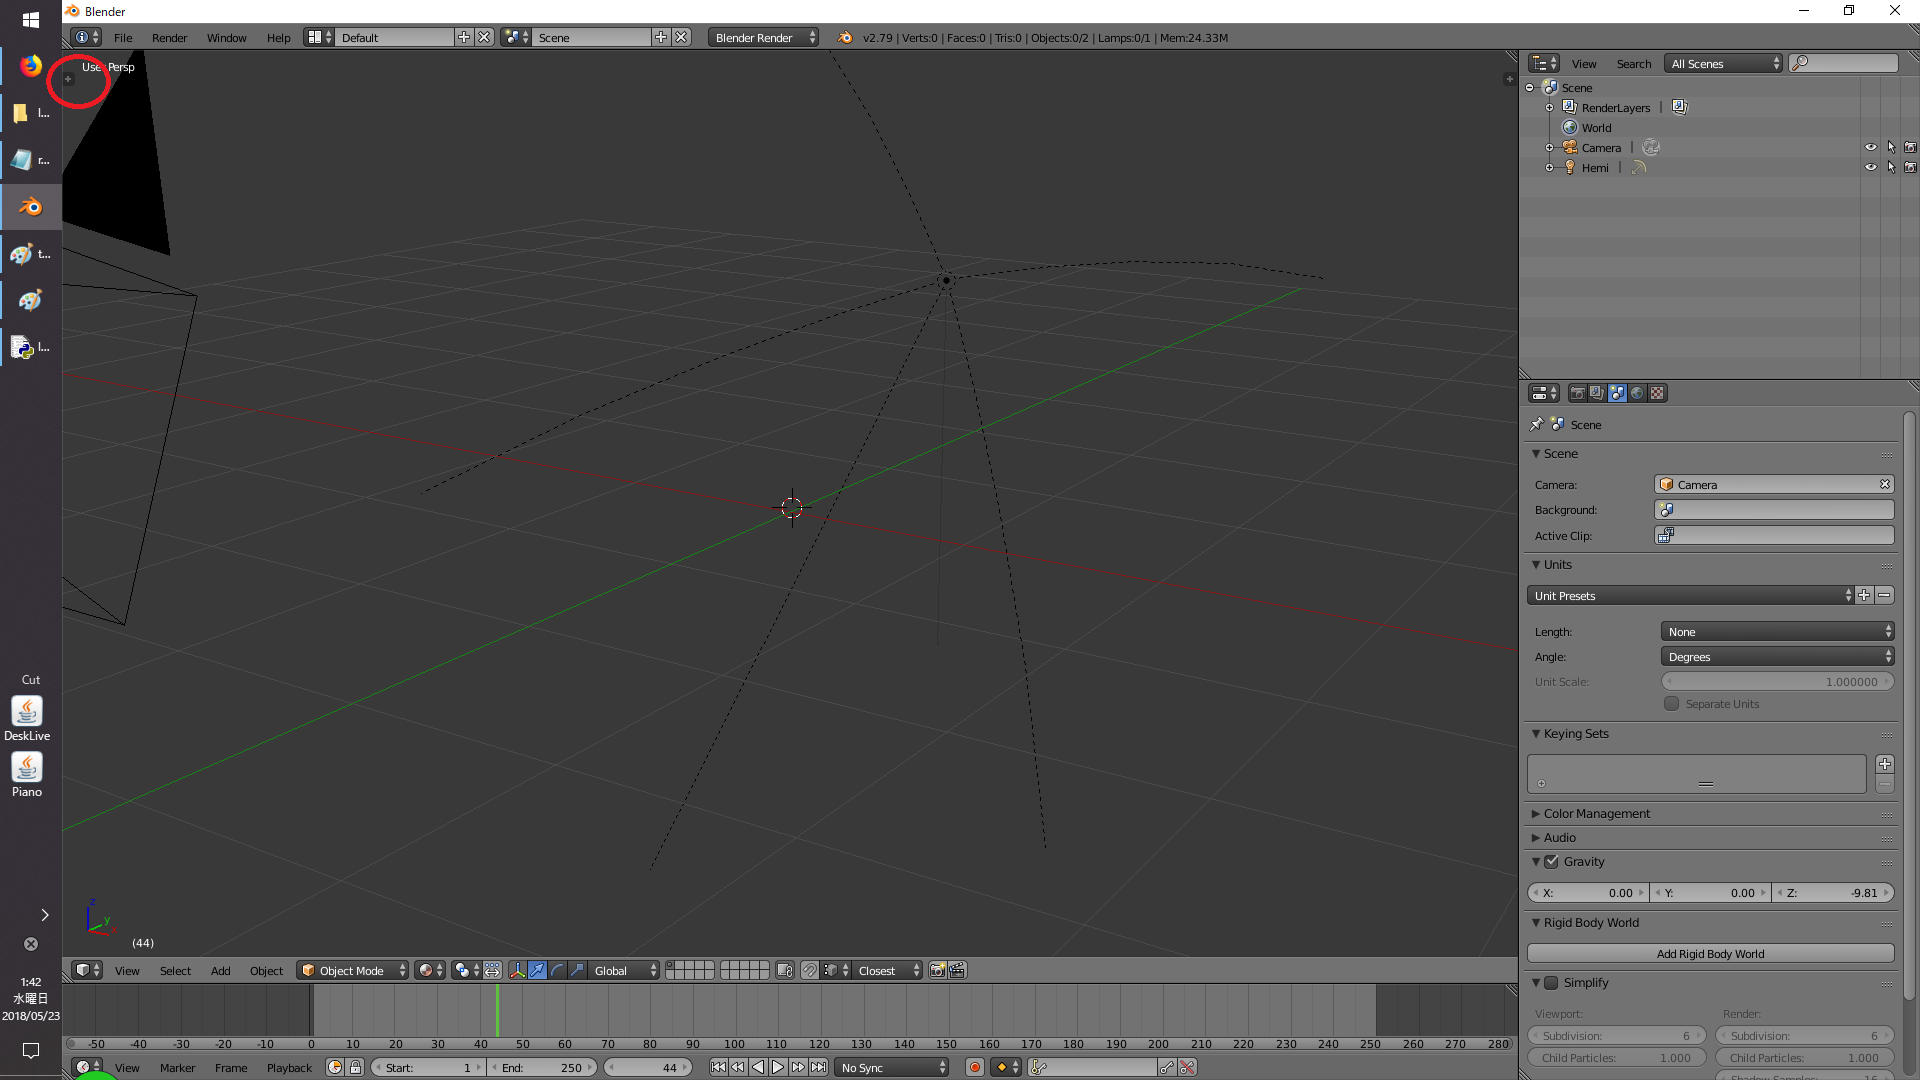 Blender
File Render Window Help Default Scene Blender Render v2.79 | Verts:0 | Faces:0 | Tris:0 | Objects:0/2 | Lamps:0/1 | Mem:24.33M
User Persp
l...
r...
t...
l...
Cut
DeskLive
Piano
1:42
水曜日
2018/05/23
z
y
x
(44)
View Search All Scenes
Scene
RenderLayers |
World
Camera |
Hemi |
Scene
Scene
Camera: Camera
Background:
Active Clip:
Units
Unit Presets
Length: None
Angle: Degrees
Unit Scale: 1.000000
Separate Units
Keying Sets
Color Management
Audio
Gravity
X: 0.00 Y: 0.00 Z: -9.81
Rigid Body World
Add Rigid Body World
Simplify
Viewport: Render:
Subdivision: 6 Subdivision: 6
Child Particles: 1.000 Child Particles: 1.000
Shadow Samples: 16
View Select Add Object Object Mode Global Closest
-50 -40 -30 -20 -10 0 10 20 30 40 50 60 70 80 90 100 110 120 130 140 150 160 170 180 190 200 210 220 230 240 250 260 270 280
View Marker Frame Playback Start: 1 End: 250 44 No Sync